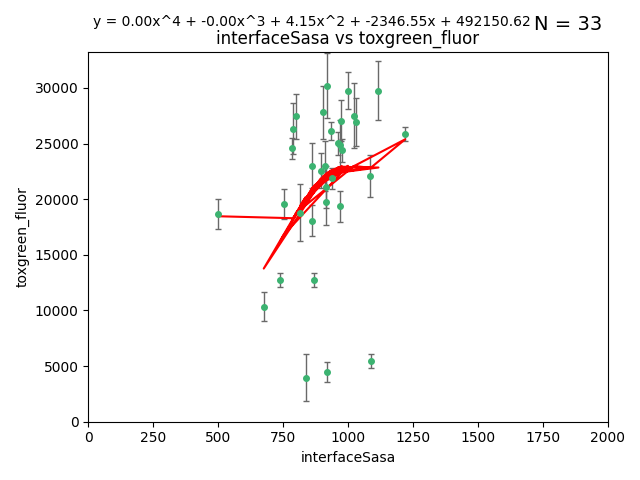 y = 0.00x^4 + -0.00x^3 + 4.15x^2 + -2346.55x + 492150.62 N = 33
interfaceSasa vs toxgreen_fluor
30000
25000
20000
15000
10000
5000
0
toxgreen_fluor
0 250 500 750 1000 1250 1500 1750 2000
interfaceSasa